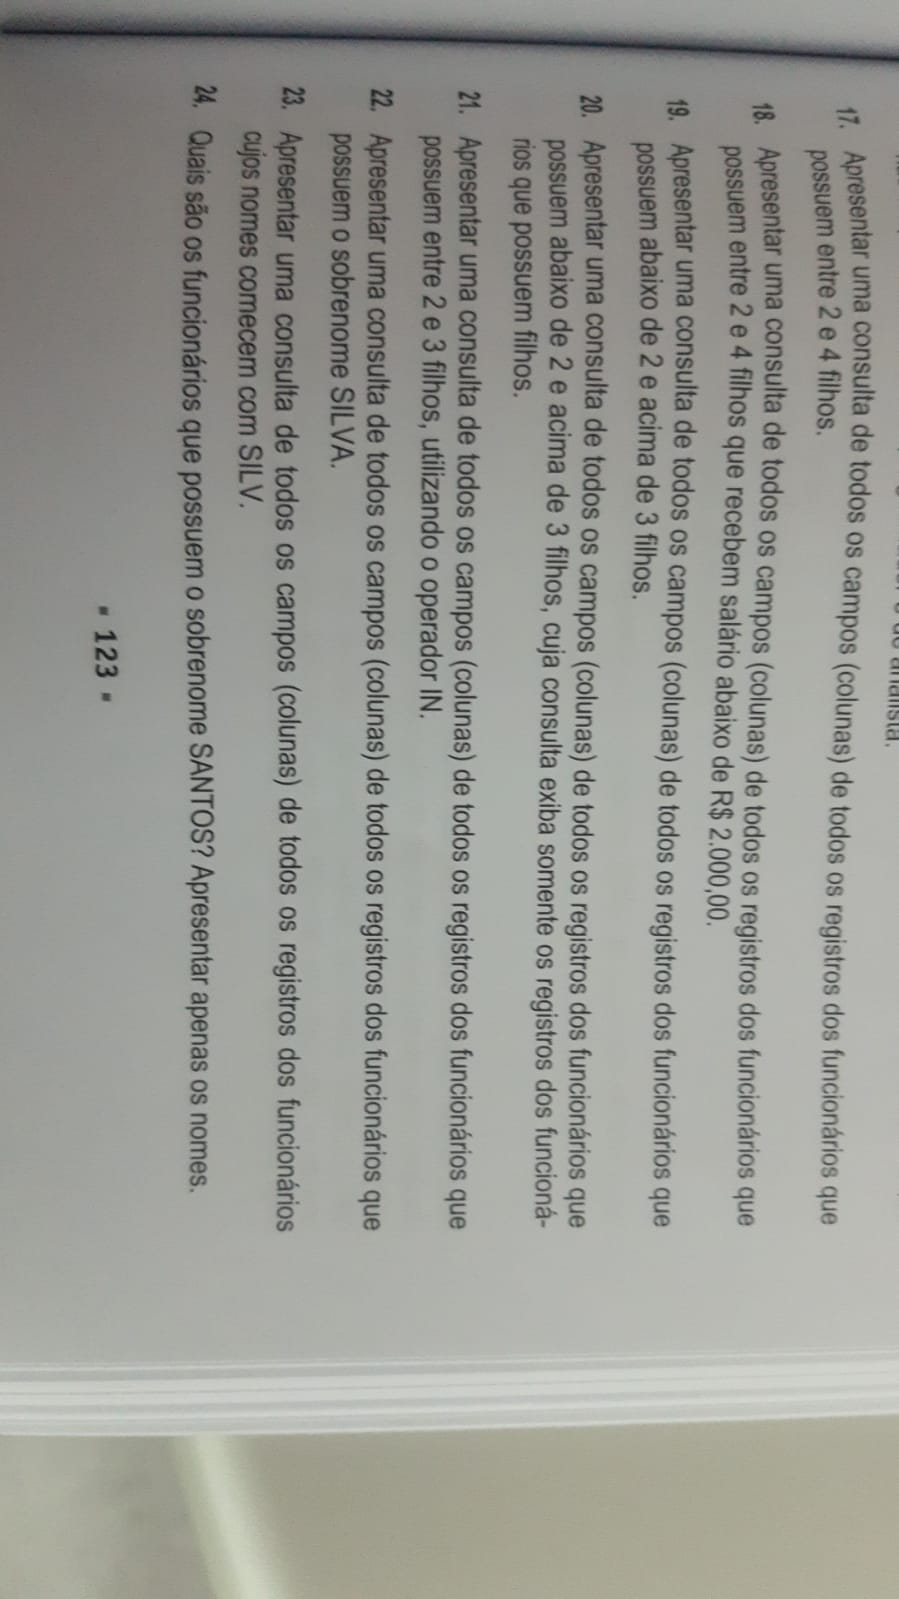 analista.
17. Apresentar uma consulta de todos os campos (colunas) de todos os registros dos funcionários que
possuem entre 2 e 4 filhos.
18. Apresentar uma consulta de todos os campos (colunas) de todos os registros dos funcionários que
possuem entre 2 e 4 filhos que recebem salário abaixo de R$ 2.000,00.
19. Apresentar uma consulta de todos os campos (colunas) de todos os registros dos funcionários que
possuem abaixo de 2 e acima de 3 filhos.
20. Apresentar uma consulta de todos os campos (colunas) de todos os registros dos funcionários que
possuem abaixo de 2 e acima de 3 filhos, cuja consulta exiba somente os registros dos funcioná-
rios que possuem filhos.
21. Apresentar uma consulta de todos os campos (colunas) de todos os registros dos funcionários que
possuem entre 2 e 3 filhos, utilizando o operador IN.
22. Apresentar uma consulta de todos os campos (colunas) de todos os registros dos funcionários que
possuem o sobrenome SILVA.
23. Apresentar uma consulta de todos os campos (colunas) de todos os registros dos funcionários
cujos nomes comecem com SILV.
24. Quais são os funcionários que possuem o sobrenome SANTOS? Apresentar apenas os nomes.
▪ 123 ▪